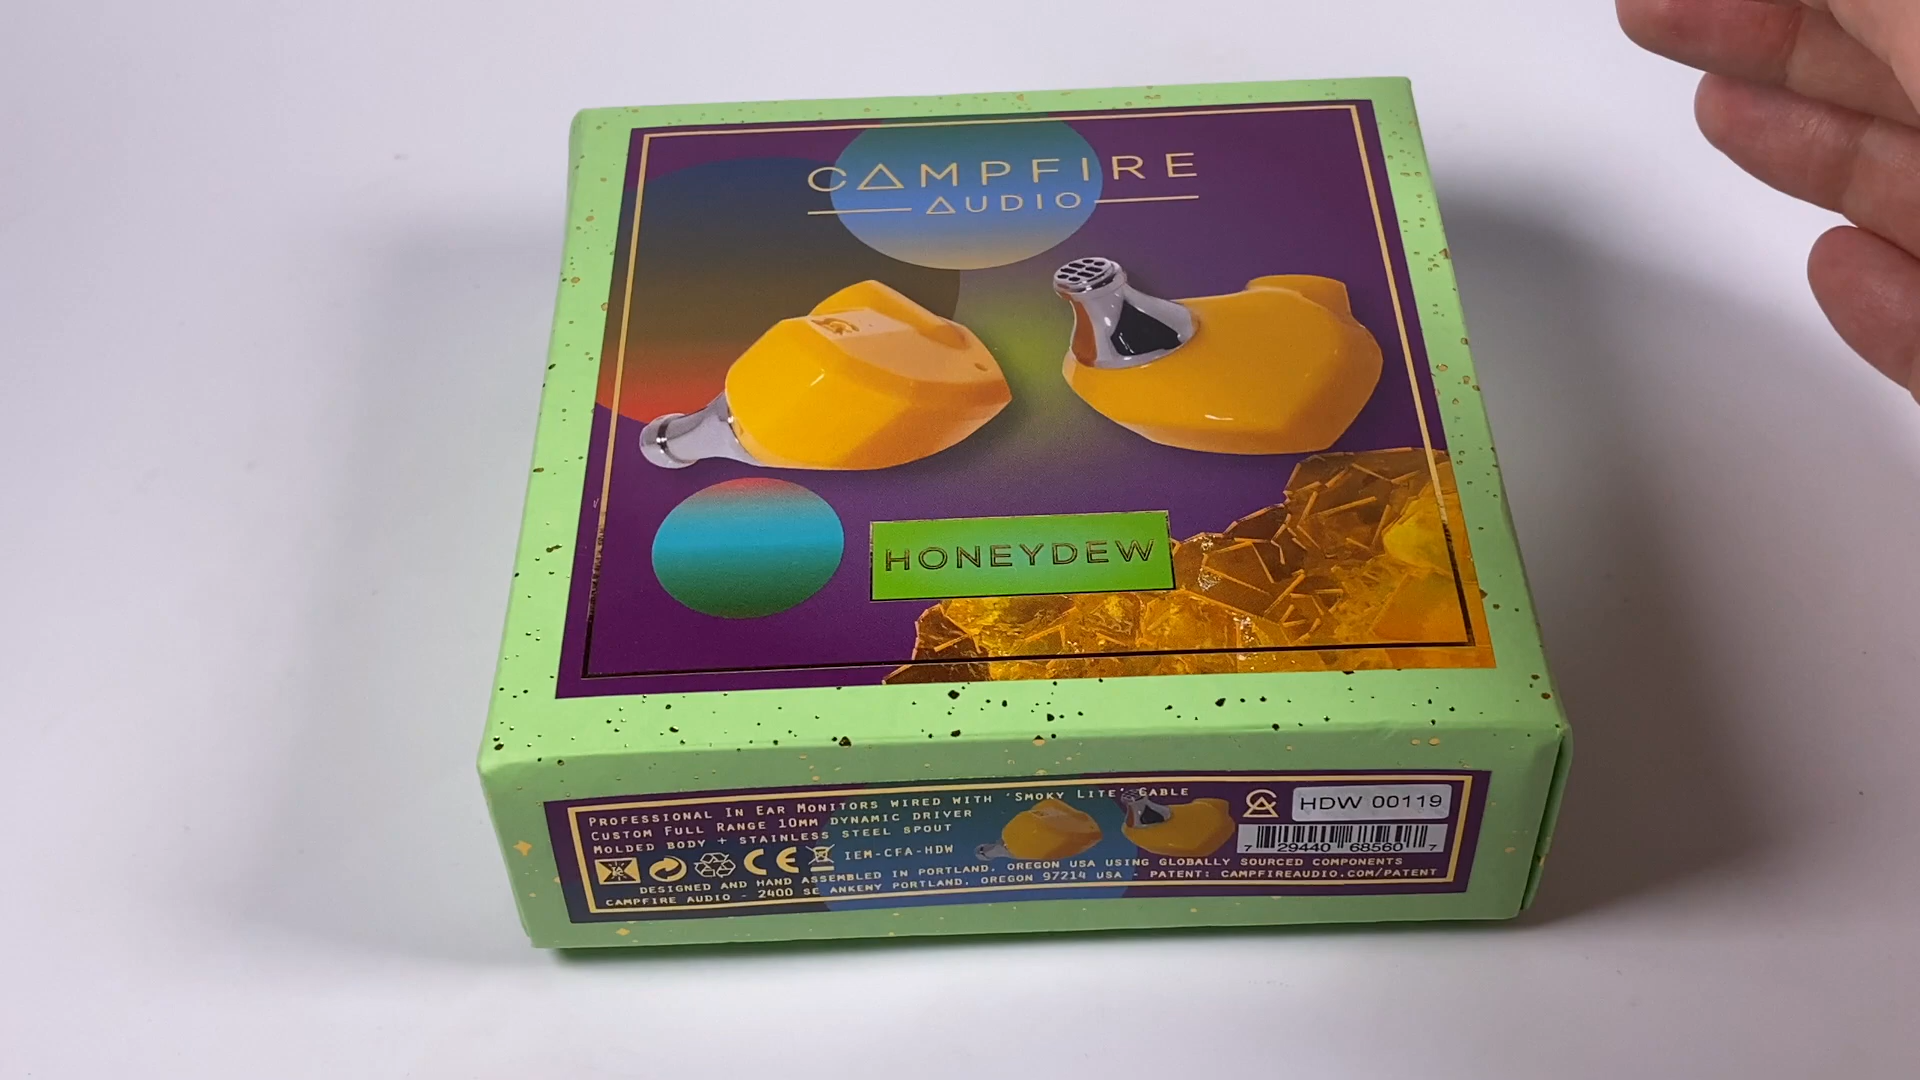 CAMPFIRE
AUDIO
HONEYDEW
PROFESSIONAL IN EAR MONITORS WIRED WITH 'SMOKY LITE' CABLE
CUSTOM FULL RANGE 10MM DYNAMIC DRIVER
MOLDED BODY + STAINLESS STEEL SPOUT
HDW 00119
CE IEM-CFA-HDW
7 29440 68560 7
DESIGNED AND HAND ASSEMBLED IN PORTLAND, OREGON USA USING GLOBALLY SOURCED COMPONENTS
CAMPFIRE AUDIO - 2400 SE ANKENY PORTLAND, OREGON 97214 USA - PATENT: CAMPFIREAUDIO.COM/PATENT